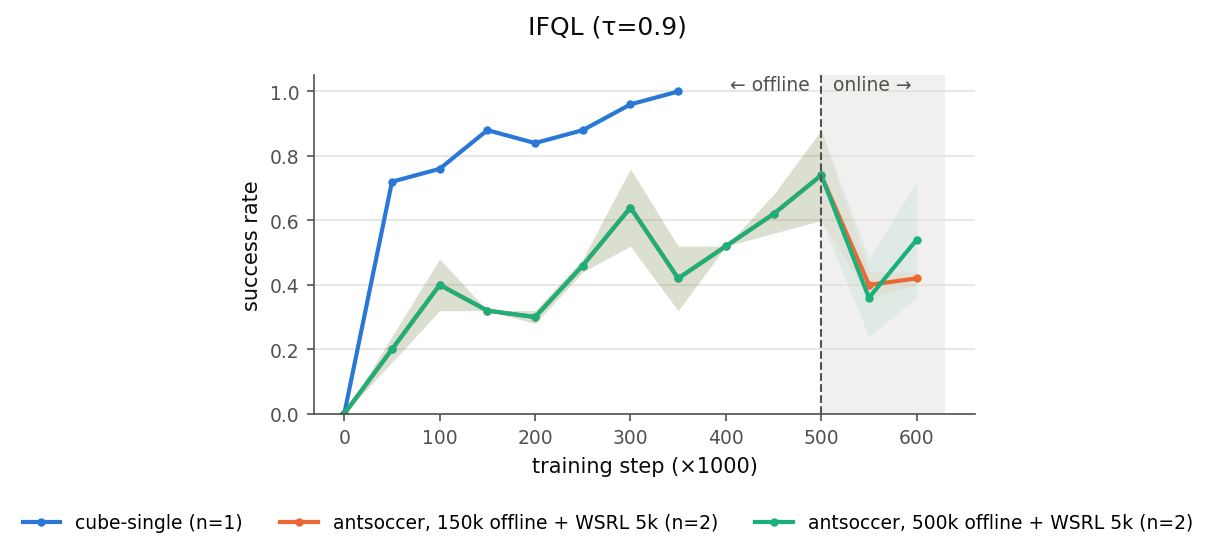 IFQL (τ=0.9)
← offline
online →
1.0
0.8
0.6
0.4
0.2
0.0
success rate
0
100
200
300
400
500
600
training step (×1000)
cube-single (n=1)
antsoccer, 150k offline + WSRL 5k (n=2)
antsoccer, 500k offline + WSRL 5k (n=2)